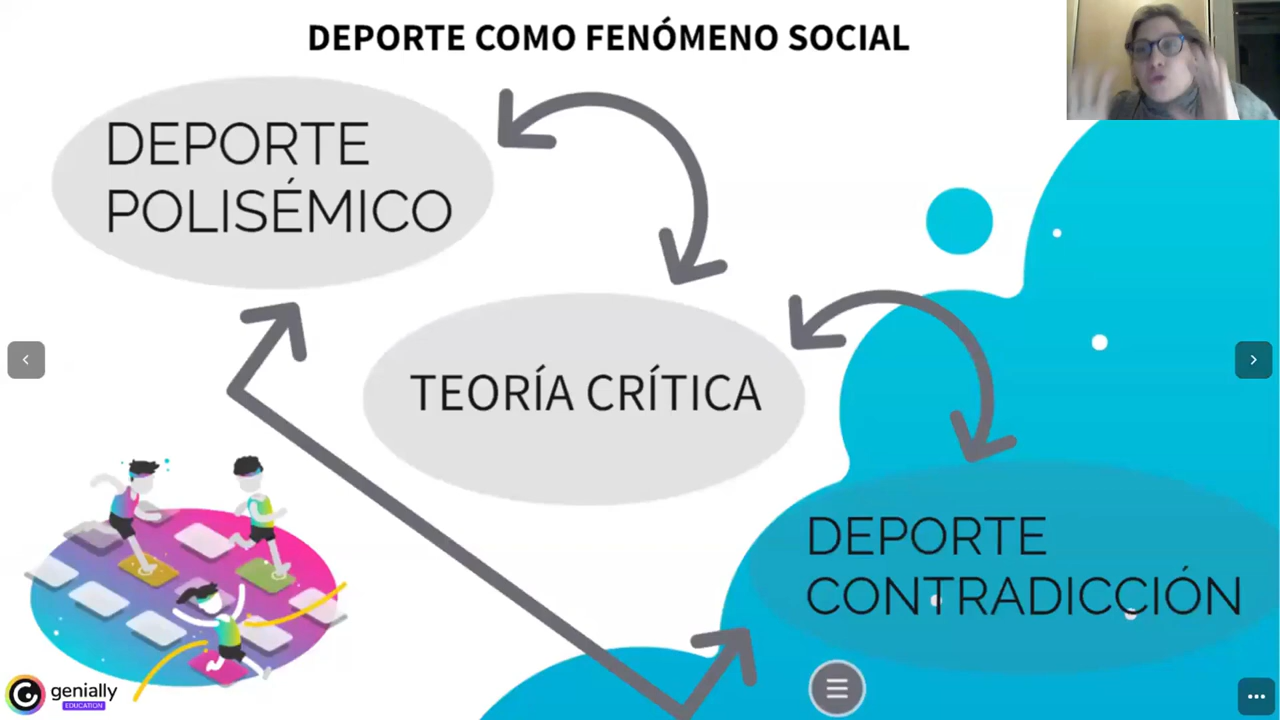 DEPORTE COMO FENÓMENO SOCIAL
DEPORTE
POLISÉMICO
TEORÍA CRÍTICA
DEPORTE
CONTRADICCIÓN
genially
EDUCATION